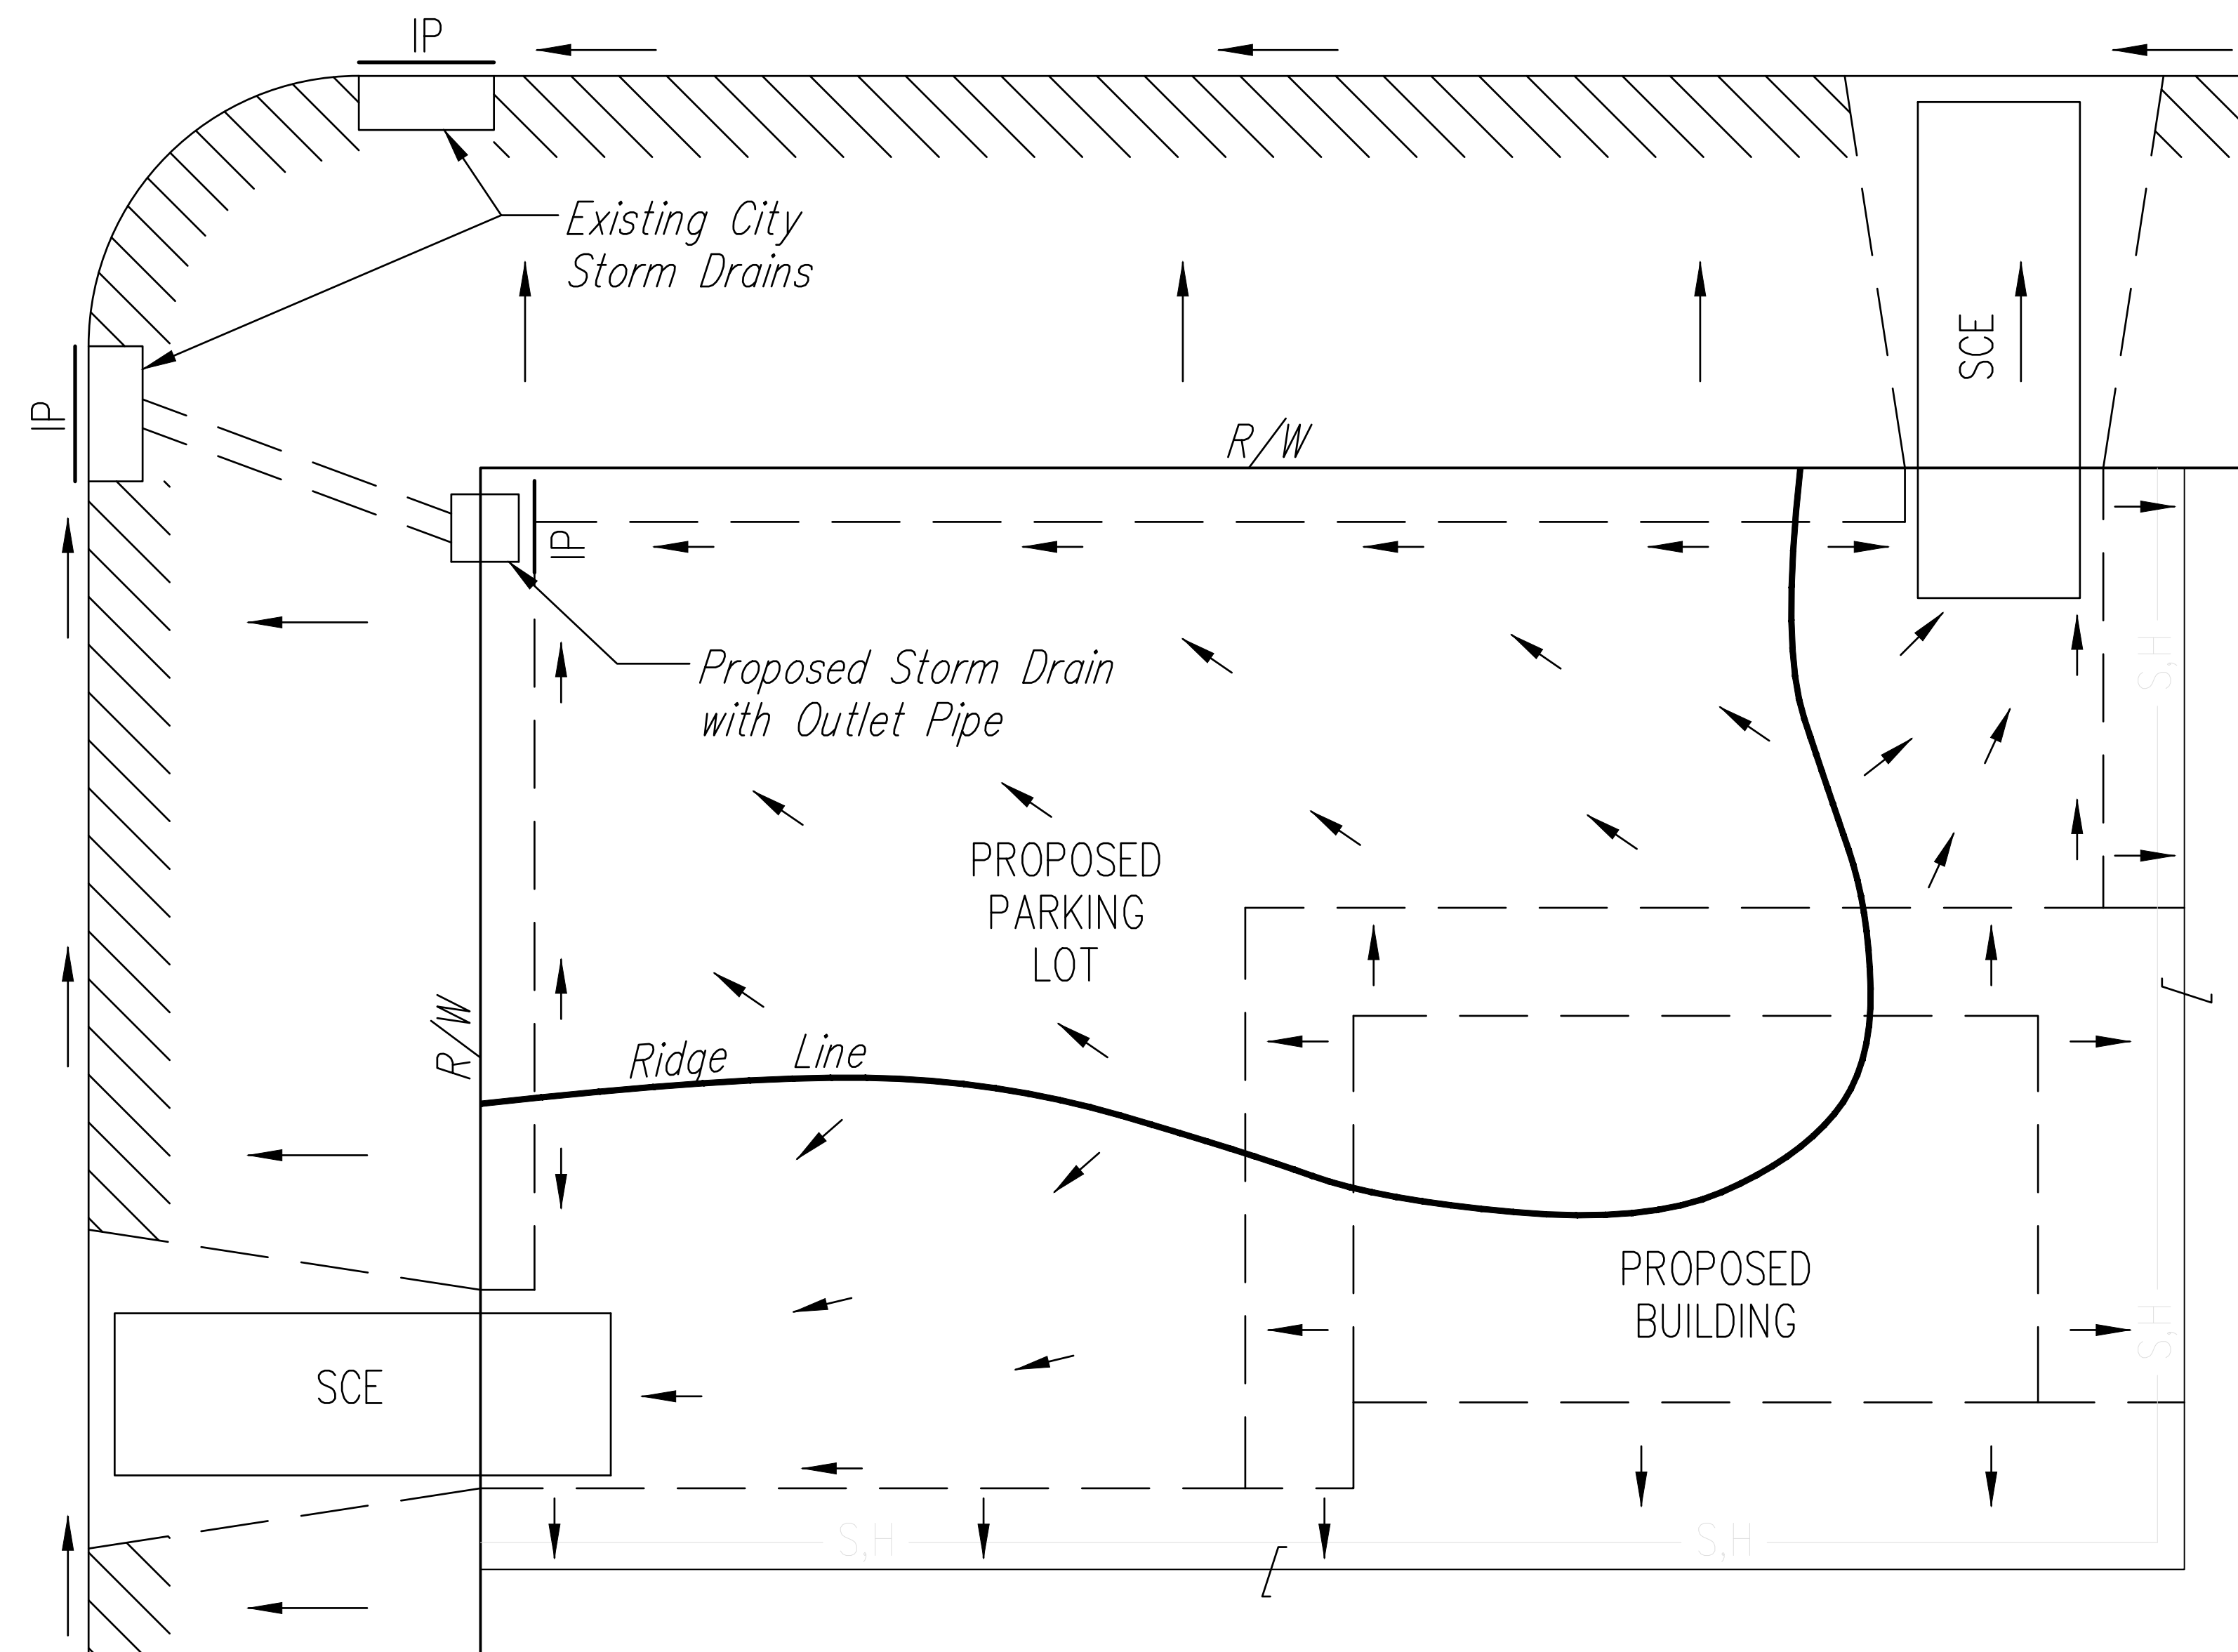 IP
Existing City
Storm Drains
SCE
IP
R/W
IP
S,H
Proposed Storm Drain
with Outlet Pipe
PROPOSED
PARKING
LOT
R/W
Ridge Line
PROPOSED
BUILDING
S,H
SCE
S,H
S,H